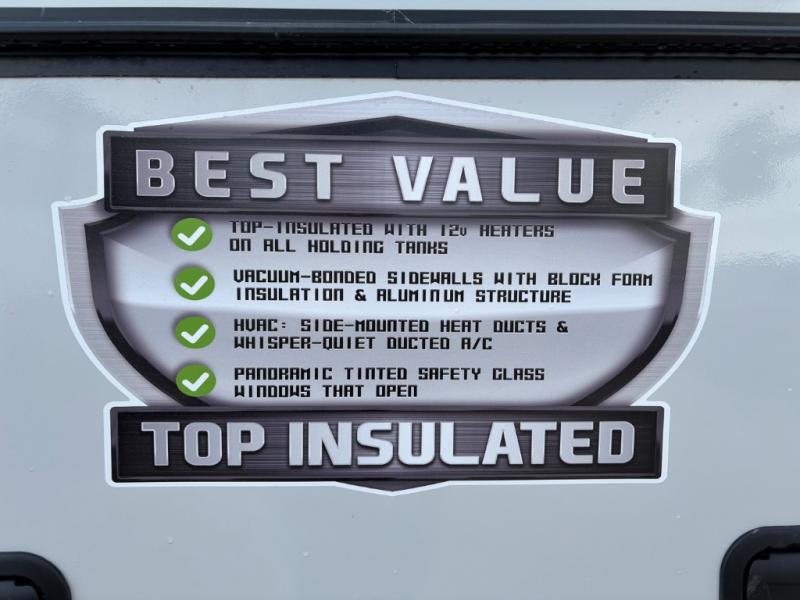 BEST VALUE
TOP-INSULATED WITH 12v HEATERS
ON ALL HOLDING TANKS
VACUUM-BONDED SIDEWALLS WITH BLOCK FOAM
INSULATION & ALUMINUM STRUCTURE
HVAC: SIDE-MOUNTED HEAT DUCTS &
WHISPER-QUIET DUCTED A/C
PANORAMIC TINTED SAFETY GLASS
WINDOWS THAT OPEN
TOP INSULATED